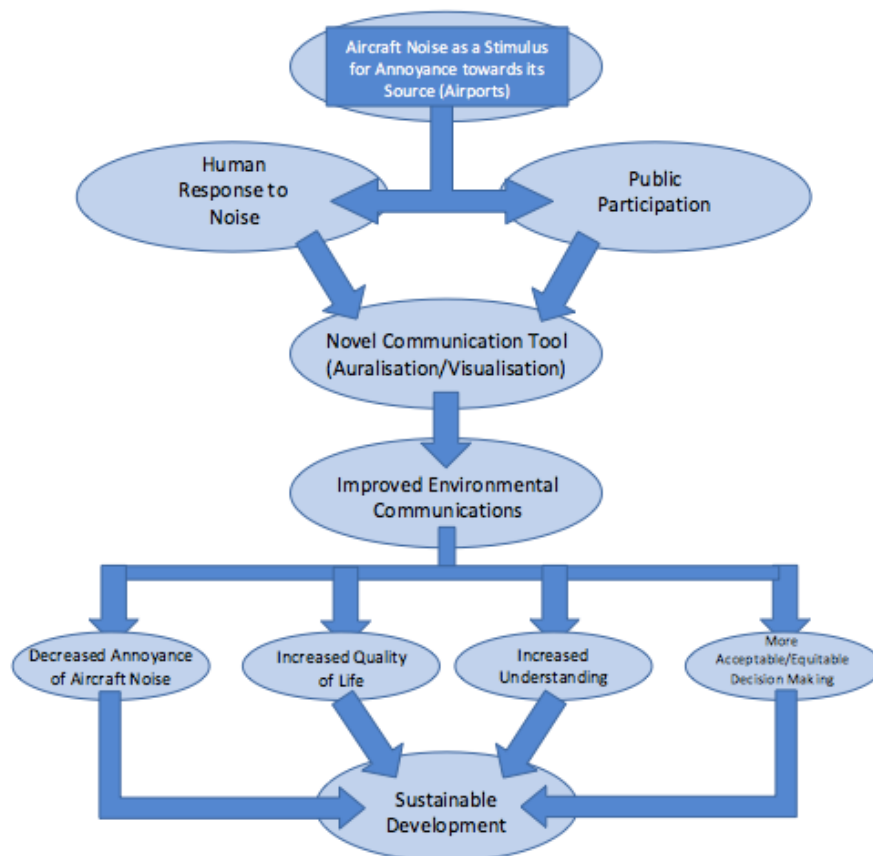 Aircraft Noise as a Stimulus
for Annoyance towards its
Source (Airports)
Human
Response to
Noise
Public
Participation
Novel Communication Tool
(Auralisation/Visualisation)
Improved Environmental
Communications
Decreased Annoyance
of Aircraft Noise
Increased Quality
of Life
Increased
Understanding
More
Acceptable/Equitable
Decision Making
Sustainable
Development